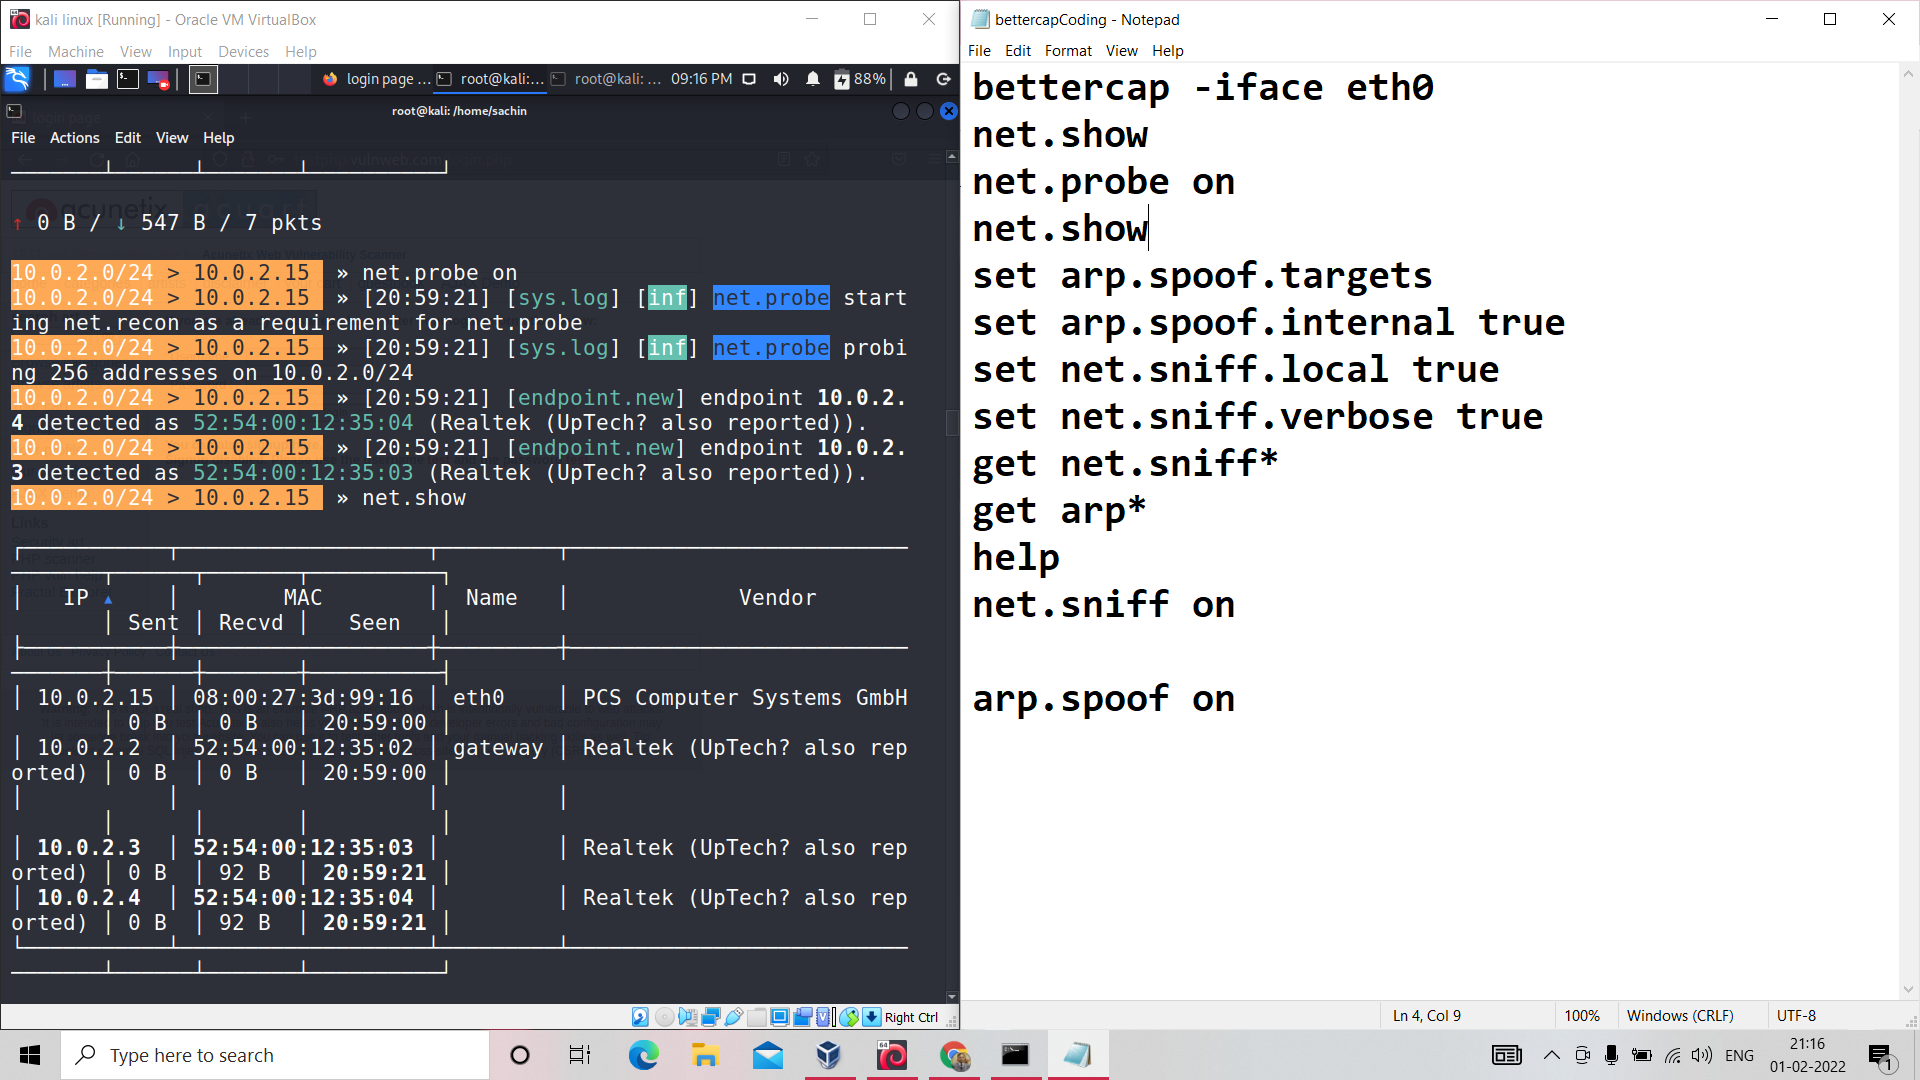 kali linux [Running] - Oracle VM VirtualBox
File Machine View Input Devices Help
login page ... root@kali:... root@kali: ... 09:16 PM 88%
root@kali: /home/sachin
File Actions Edit View Help
↑ 0 B / ↓ 547 B / 7 pkts
10.0.2.0/24 > 10.0.2.15 » net.probe on
10.0.2.0/24 > 10.0.2.15 » [20:59:21] [sys.log] [inf] net.probe start
ing net.recon as a requirement for net.probe
10.0.2.0/24 > 10.0.2.15 » [20:59:21] [sys.log] [inf] net.probe probi
ng 256 addresses on 10.0.2.0/24
10.0.2.0/24 > 10.0.2.15 » [20:59:21] [endpoint.new] endpoint 10.0.2.
4 detected as 52:54:00:12:35:04 (Realtek (UpTech? also reported)).
10.0.2.0/24 > 10.0.2.15 » [20:59:21] [endpoint.new] endpoint 10.0.2.
3 detected as 52:54:00:12:35:03 (Realtek (UpTech? also reported)).
10.0.2.0/24 > 10.0.2.15 » net.show
IP ▲ MAC Name Vendor
Sent Recvd Seen
10.0.2.15 08:00:27:3d:99:16 eth0 PCS Computer Systems GmbH
0 B 0 B 20:59:00
10.0.2.2 52:54:00:12:35:02 gateway Realtek (UpTech? also rep
orted) 0 B 0 B 20:59:00
10.0.2.3 52:54:00:12:35:03 Realtek (UpTech? also rep
orted) 0 B 92 B 20:59:21
10.0.2.4 52:54:00:12:35:04 Realtek (UpTech? also rep
orted) 0 B 92 B 20:59:21
Right Ctrl
bettercapCoding - Notepad
File Edit Format View Help
bettercap -iface eth0
net.show
net.probe on
net.show
set arp.spoof.targets
set arp.spoof.internal true
set net.sniff.local true
set net.sniff.verbose true
get net.sniff*
get arp*
help
net.sniff on
arp.spoof on
Ln 4, Col 9 100% Windows (CRLF) UTF-8
Type here to search
ENG
21:16
01-02-2022
1